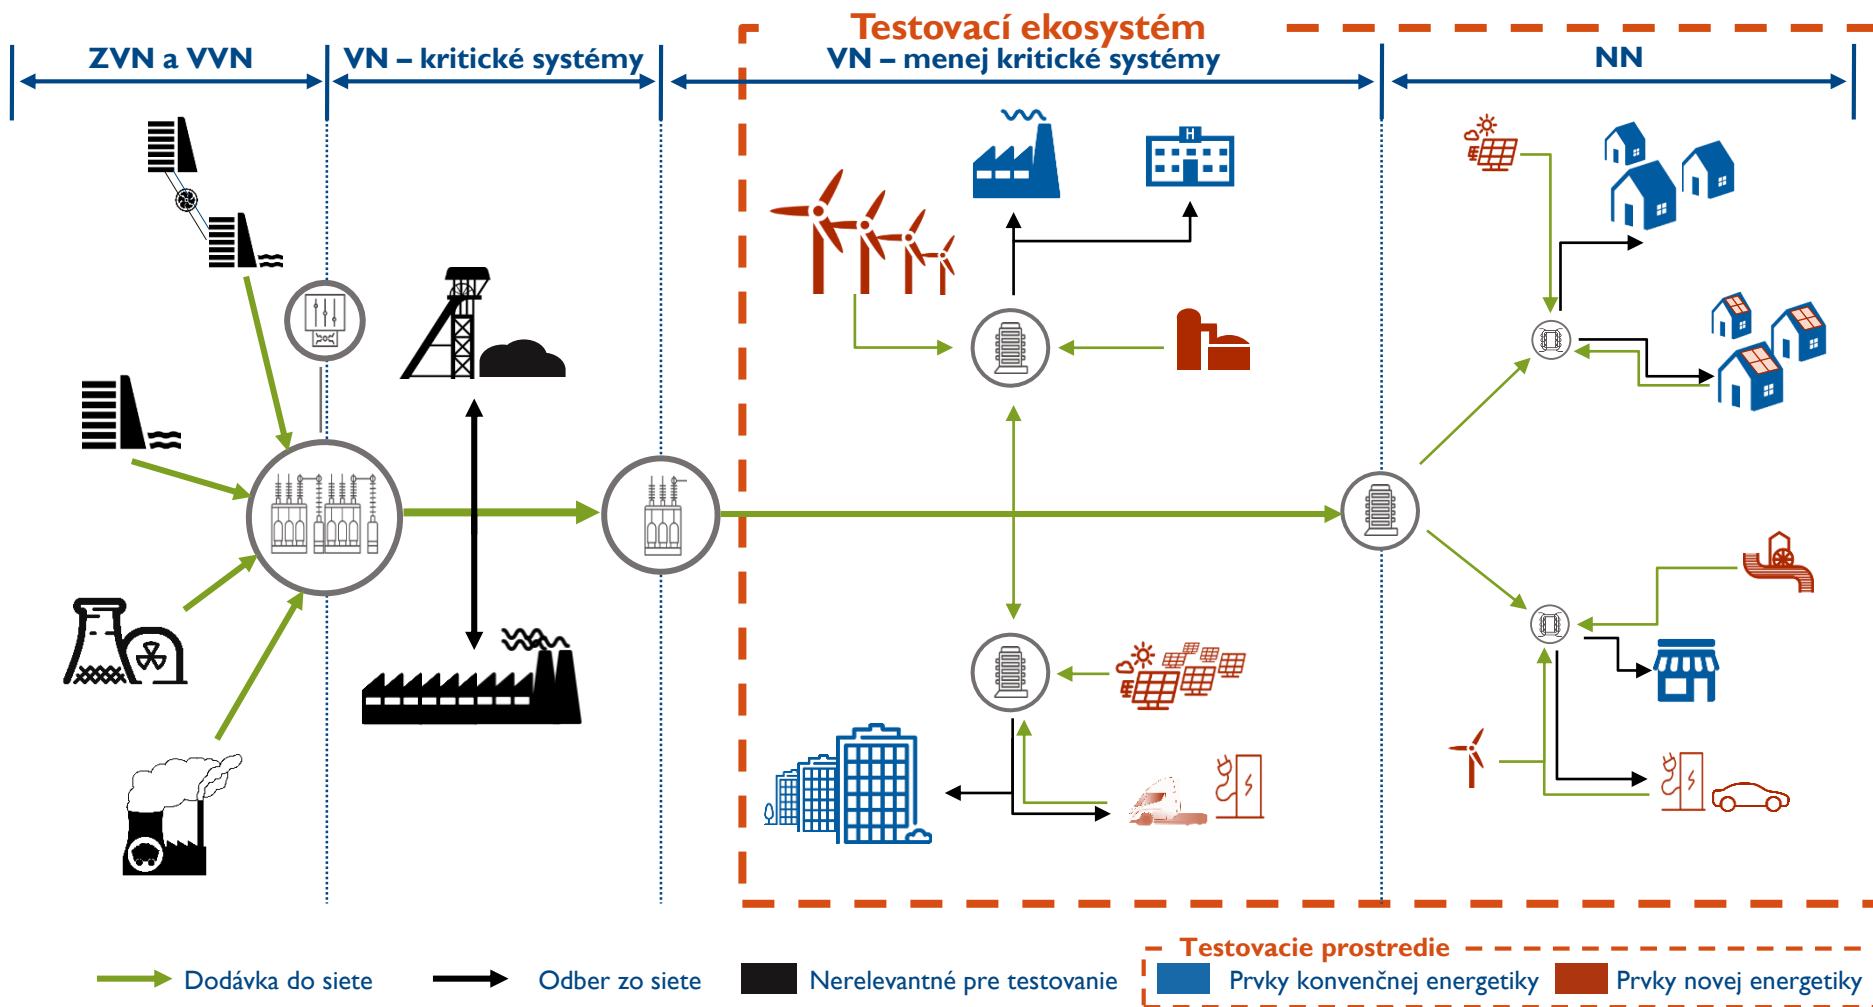 Testovací ekosystém
ZVN a VVN
VN – kritické systémy
VN – menej kritické systémy
NN
H
Testovacie prostredie
Dodávka do siete
Odber zo siete
Nerelevantné pre testovanie
Prvky konvenčnej energetiky
Prvky novej energetiky